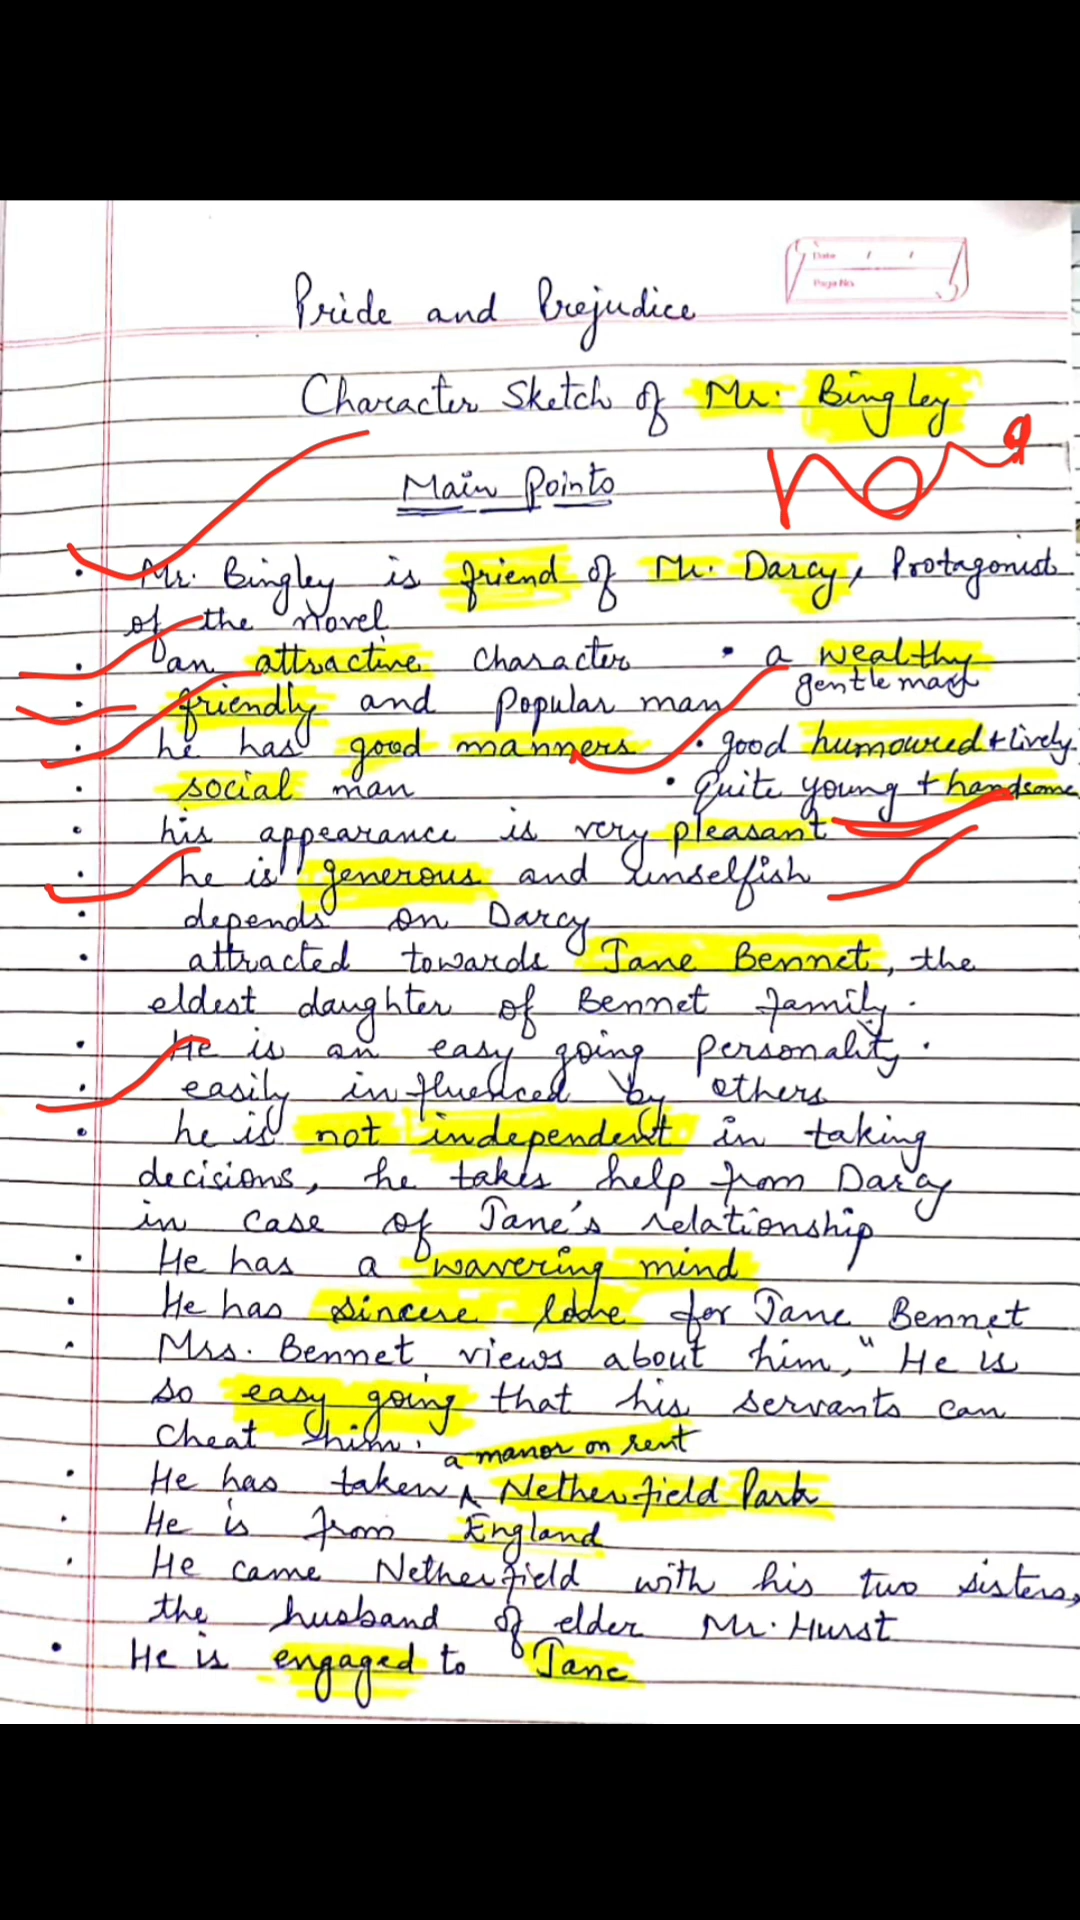 Date / /
Page No.
Pride and Prejudice
Character Sketch of Mr. Bingley
Main Points
• Mr. Bingley is friend of Mr. Darcy, Protagonist
of the novel
• an attractive character • a wealthy
gentleman
• friendly and popular man
• he has good manners • good humoured + lively
• social man • Quite young + handsome
• his appearance is very pleasant
• he is generous and unselfish
• depends on Darcy
• attracted towards Jane Bennet, the
eldest daughter of Bennet family.
• He is an easy going personality.
• easily influenced by others
• he is not independent in taking
decisions, he takes help from Darcy
in case of Jane's relationship
• He has a wavering mind
• He has sincere love for Jane Bennet
• Mrs. Bennet views about him, " He is
so easy going that his servants can
cheat him.
a manor on rent
• He has taken ^ Netherfield Park
• He is from England
• He came Netherfield with his two sisters,
the husband of elder Mr. Hurst
• He is engaged to Jane